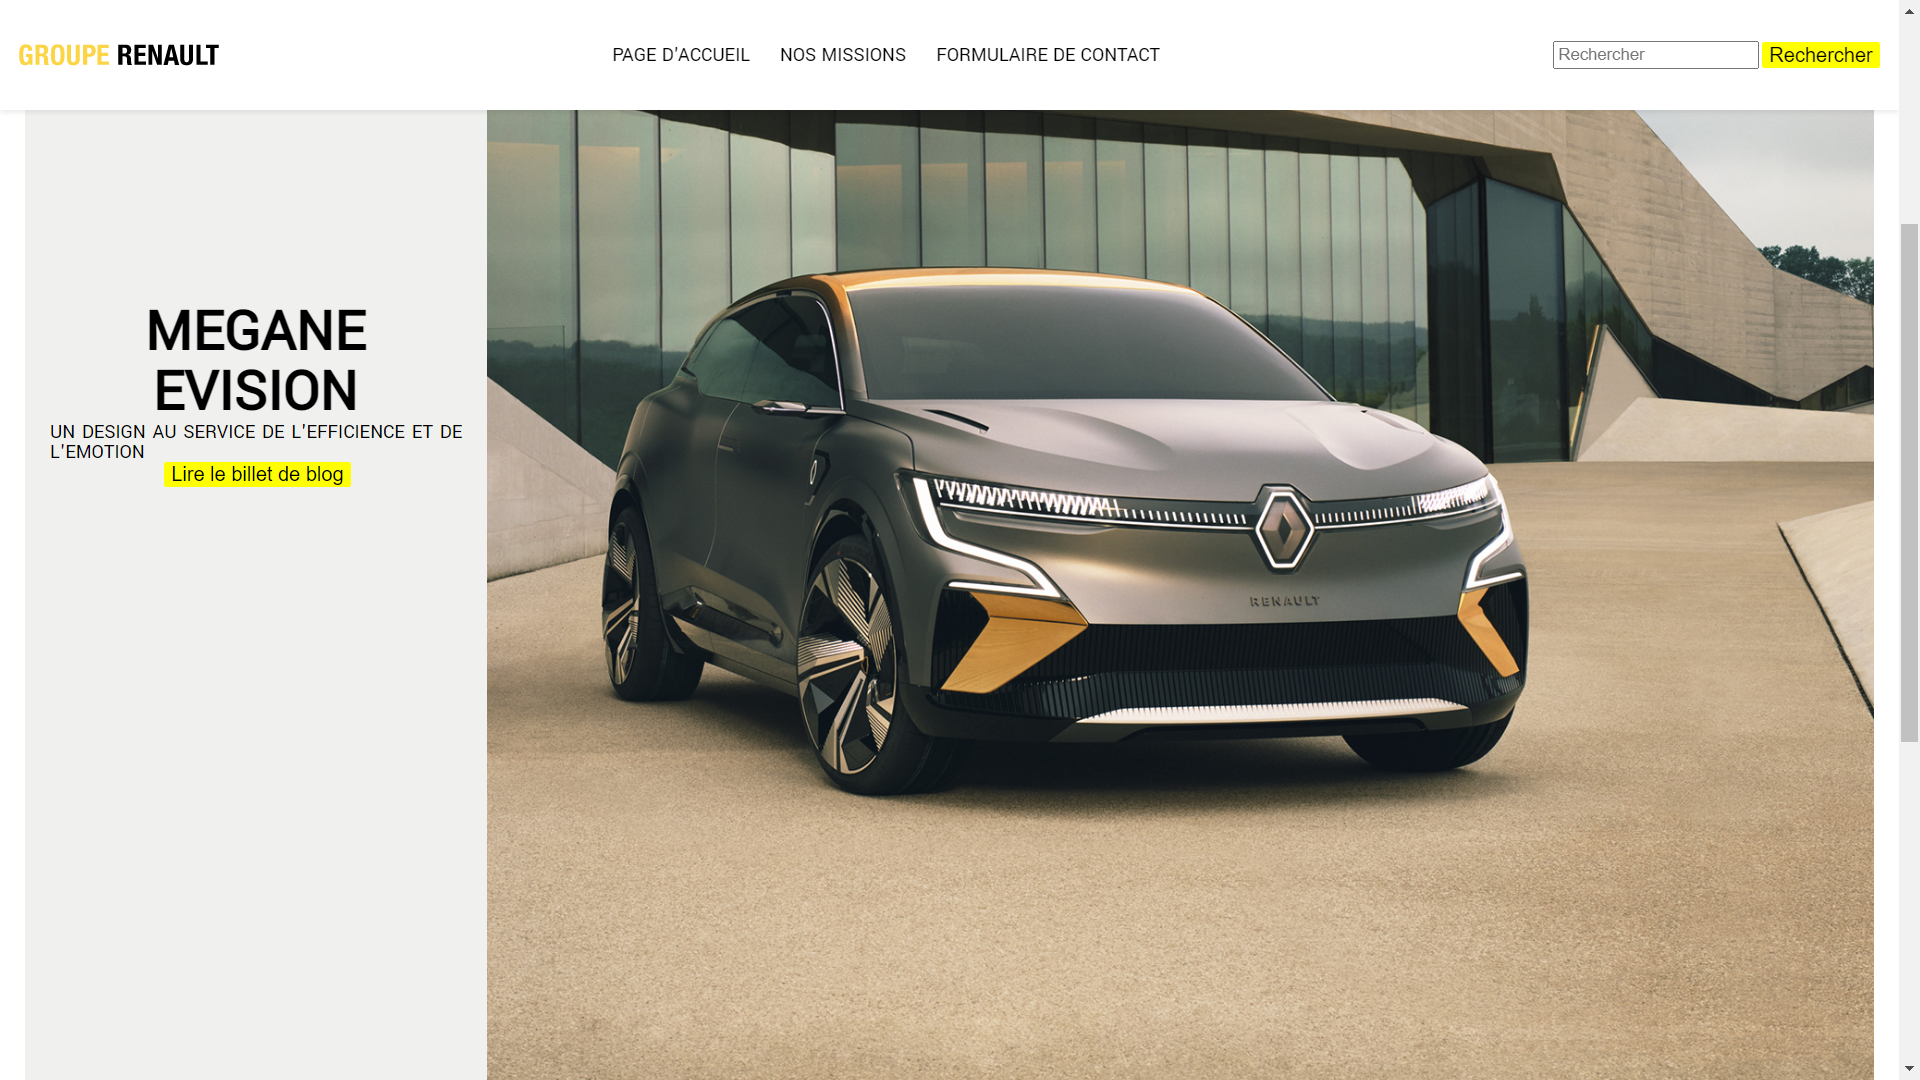 GROUPE RENAULT
PAGE D'ACCUEIL
NOS MISSIONS
FORMULAIRE DE CONTACT
Rechercher
Rechercher
MEGANE
EVISION
UN DESIGN AU SERVICE DE L'EFFICIENCE ET DE
L'EMOTION
Lire le billet de blog
RENAULT